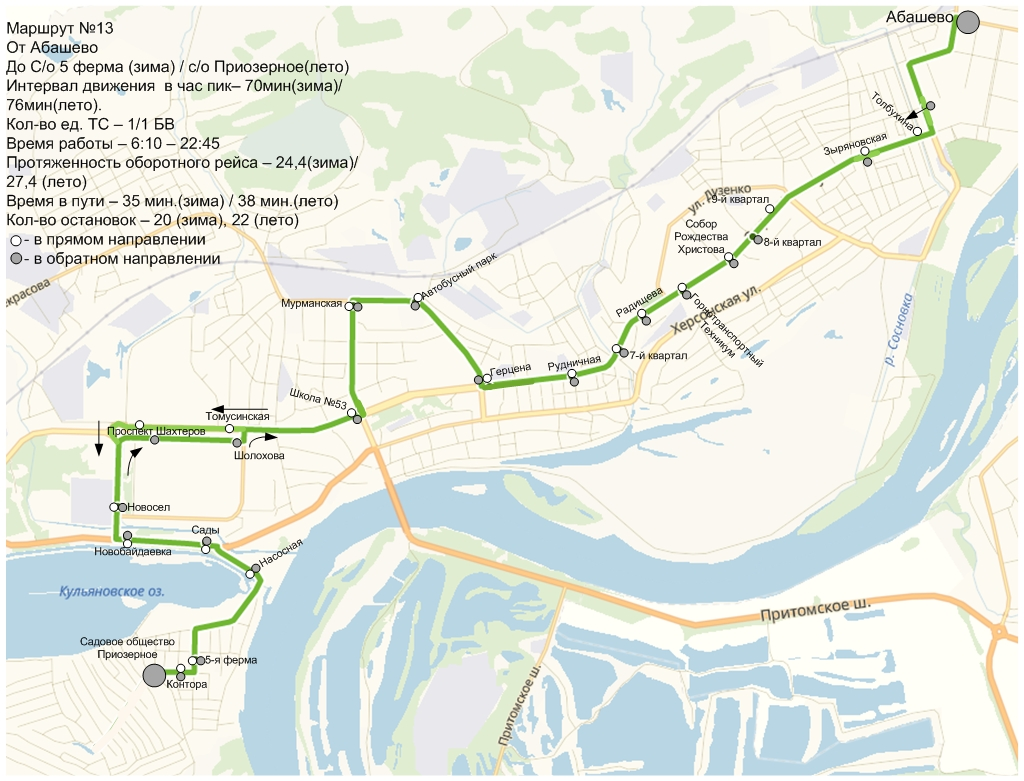 Маршрут №13
От Абашево
До С/о 5 ферма (зима) / с/о Приозерное(лето)
Интервал движения в час пик– 70мин(зима)/
76мин(лето).
Кол-во ед. ТС – 1/1 БВ
Время работы – 6:10 – 22:45
Протяженность оборотного рейса – 24,4(зима)/
27,4 (лето)
Время в пути – 35 мин.(зима) / 38 мин.(лето)
Кол-во остановок – 20 (зима), 22 (лето)
- в прямом направлении
- в обратном направлении
Абашево
Толбухина
Зыряновская
ул. Гузенко
9-й квартал
Собор
Рождества
Христова
8-й квартал
Автобусный парк
екрасова
Мурманская
Радищева
Горнотранспортный
Техникум
Херсонская ул.
р. Сосновка
7-й квартал
Рудничная
Герцена
Школа №53
Томусинская
Проспект Шахтеров
Шолохова
Новосел
Сады
Новобайдаевка
Насосная
Кульяновское оз.
Притомское ш.
Садовое общество
Приозерное
5-я ферма
Контора
Притомское ш.